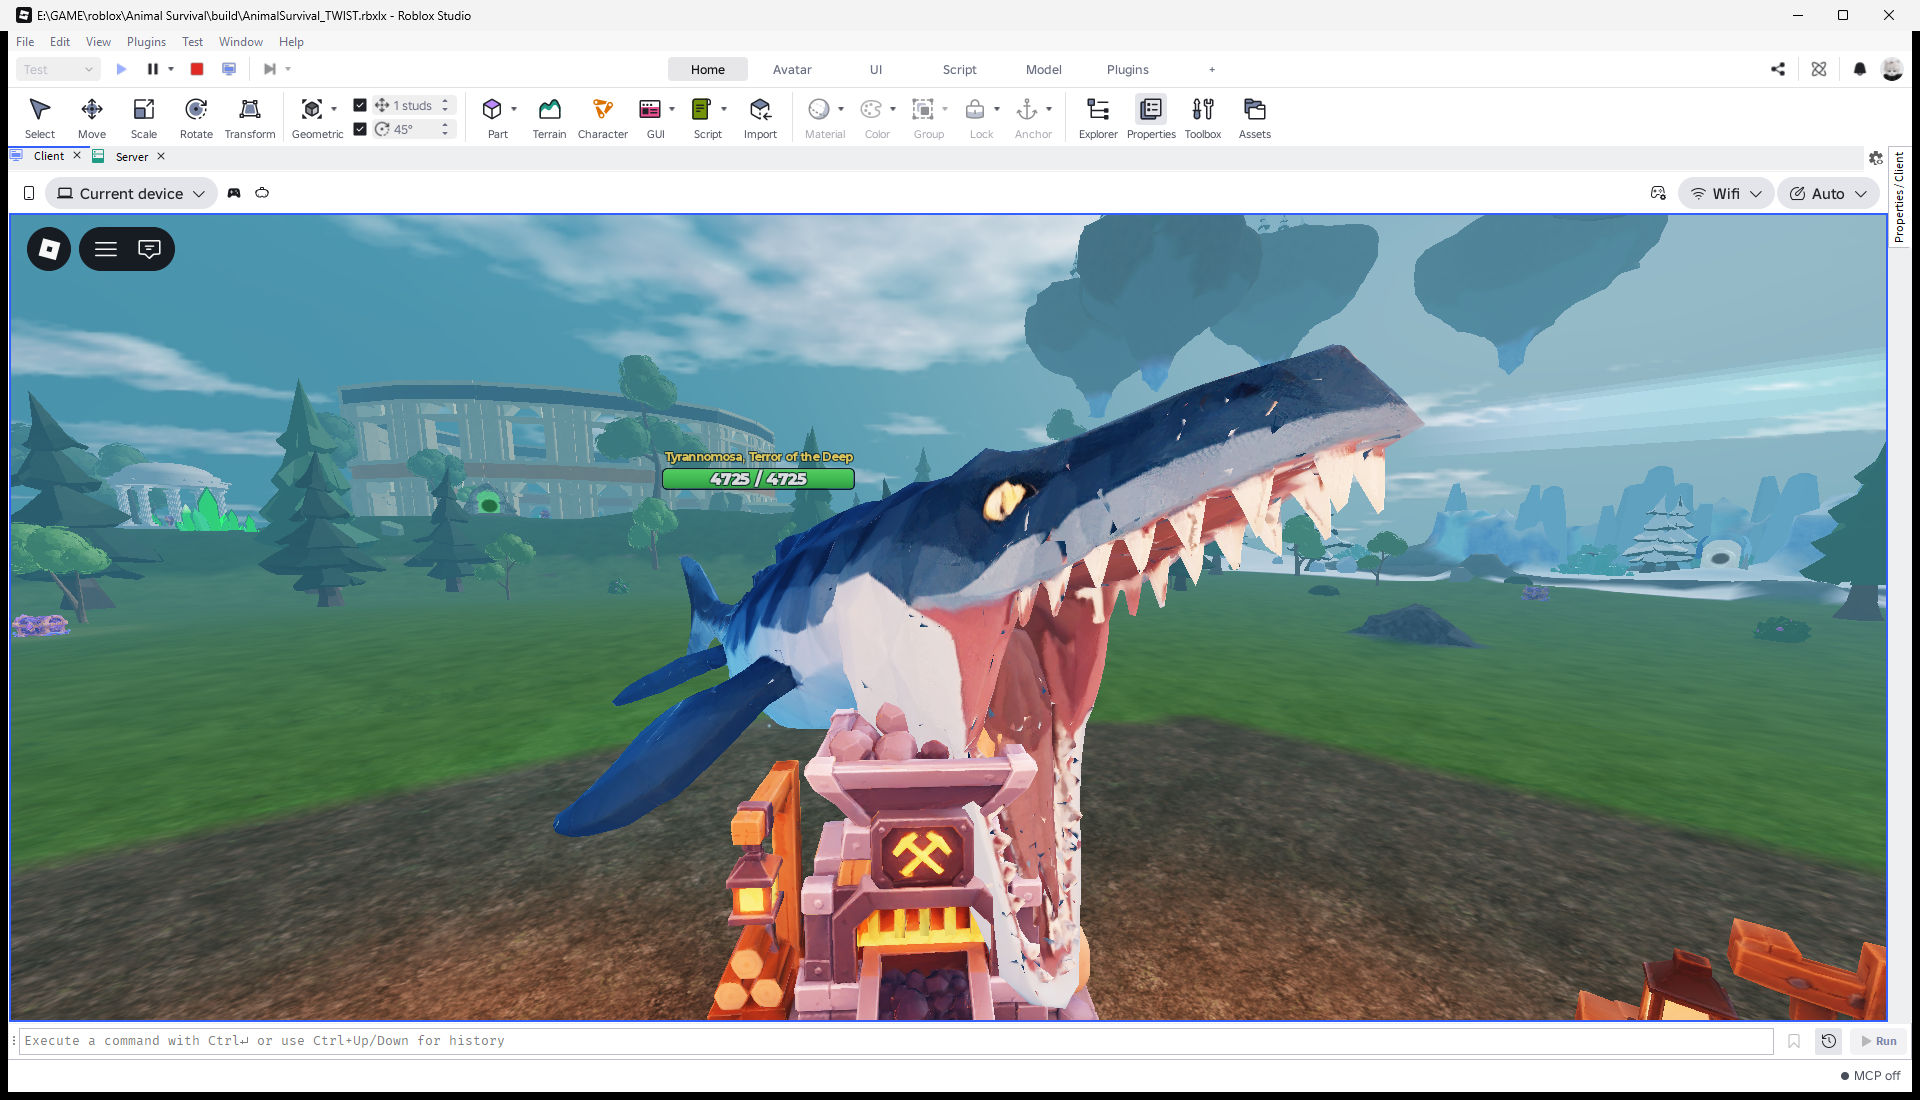 E:\GAME\roblox\Animal Survival\build\AnimalSurvival_TWIST.rbxlx - Roblox Studio
File Edit View Plugins Test Window Help
Test
Home Avatar UI Script Model Plugins +
Select Move Scale Rotate Transform Geometric 1 studs 45° Part Terrain Character GUI Script Import Material Color Group Lock Anchor Explorer Properties Toolbox Assets
Client Server
Properties / Client
Current device Wifi Auto
Tyrannomosa, Terror of the Deep
4725 / 4725
Execute a command with Ctrl↵ or use Ctrl+Up/Down for history
Run
MCP off